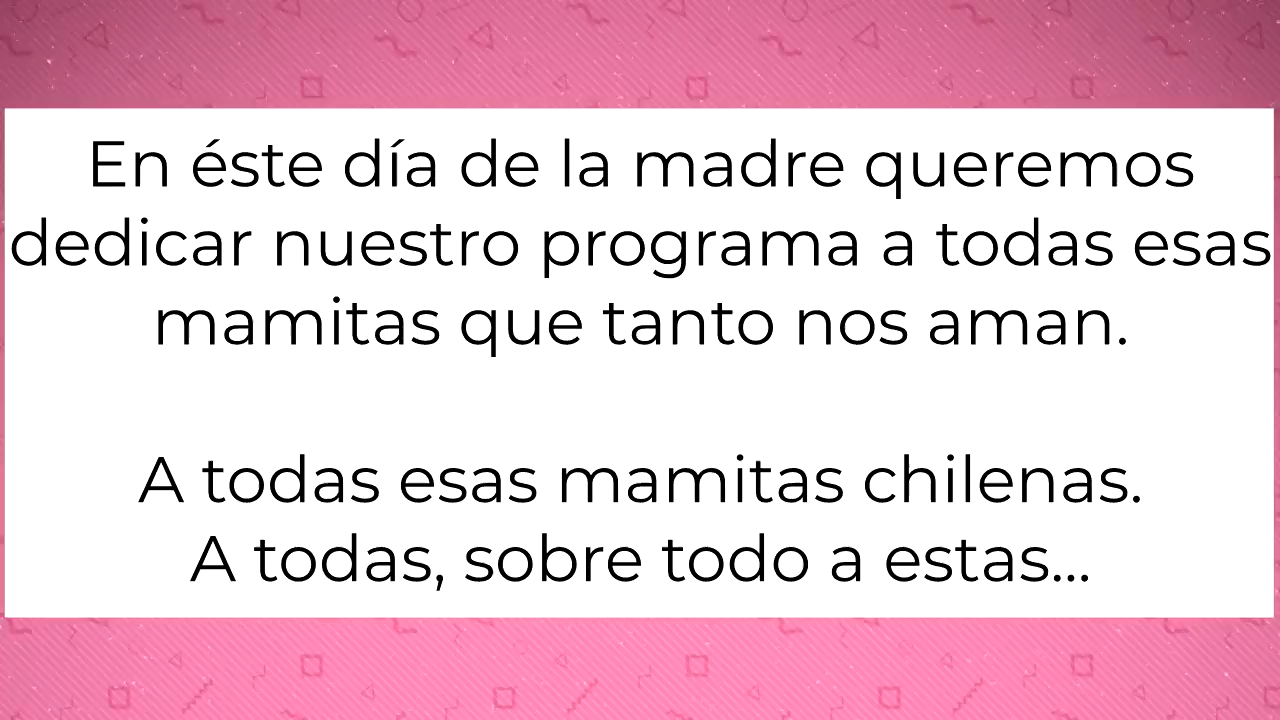 En éste día de la madre queremos
dedicar nuestro programa a todas esas
mamitas que tanto nos aman.
A todas esas mamitas chilenas.
A todas, sobre todo a estas...